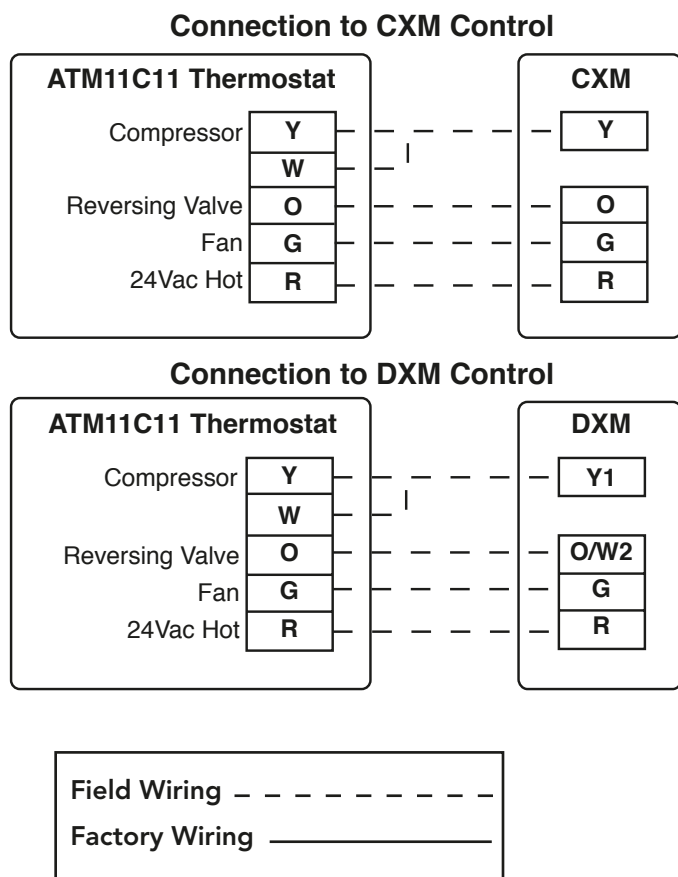 Connection to CXM Control
ATM11C11 Thermostat
CXM
Compressor Y Y
W
Reversing Valve O O
Fan G G
24Vac Hot R R
Connection to DXM Control
ATM11C11 Thermostat
DXM
Compressor Y Y1
W
Reversing Valve O O/W2
Fan G G
24Vac Hot R R
Field Wiring
Factory Wiring